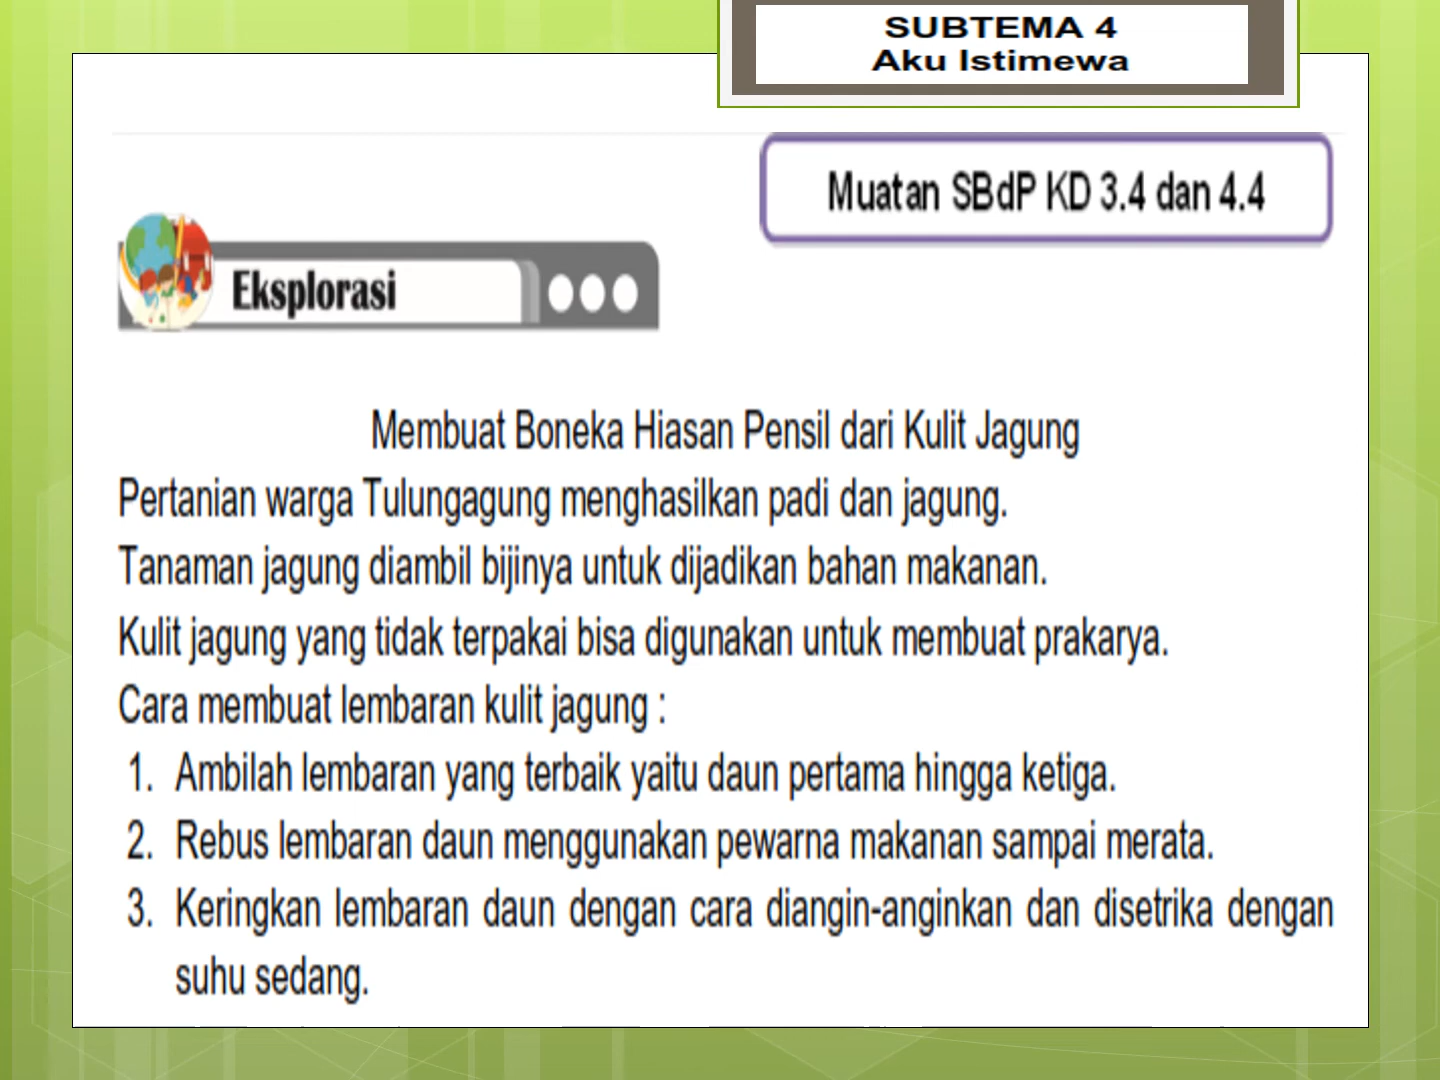 SUBTEMA 4
Aku Istimewa
Muatan SBdP KD 3.4 dan 4.4
Eksplorasi
Membuat Boneka Hiasan Pensil dari Kulit Jagung
Pertanian warga Tulungagung menghasilkan padi dan jagung.
Tanaman jagung diambil bijinya untuk dijadikan bahan makanan.
Kulit jagung yang tidak terpakai bisa digunakan untuk membuat prakarya.
Cara membuat lembaran kulit jagung :
1. Ambilah lembaran yang terbaik yaitu daun pertama hingga ketiga.
2. Rebus lembaran daun menggunakan pewarna makanan sampai merata.
3. Keringkan lembaran daun dengan cara diangin-anginkan dan disetrika dengan
suhu sedang.